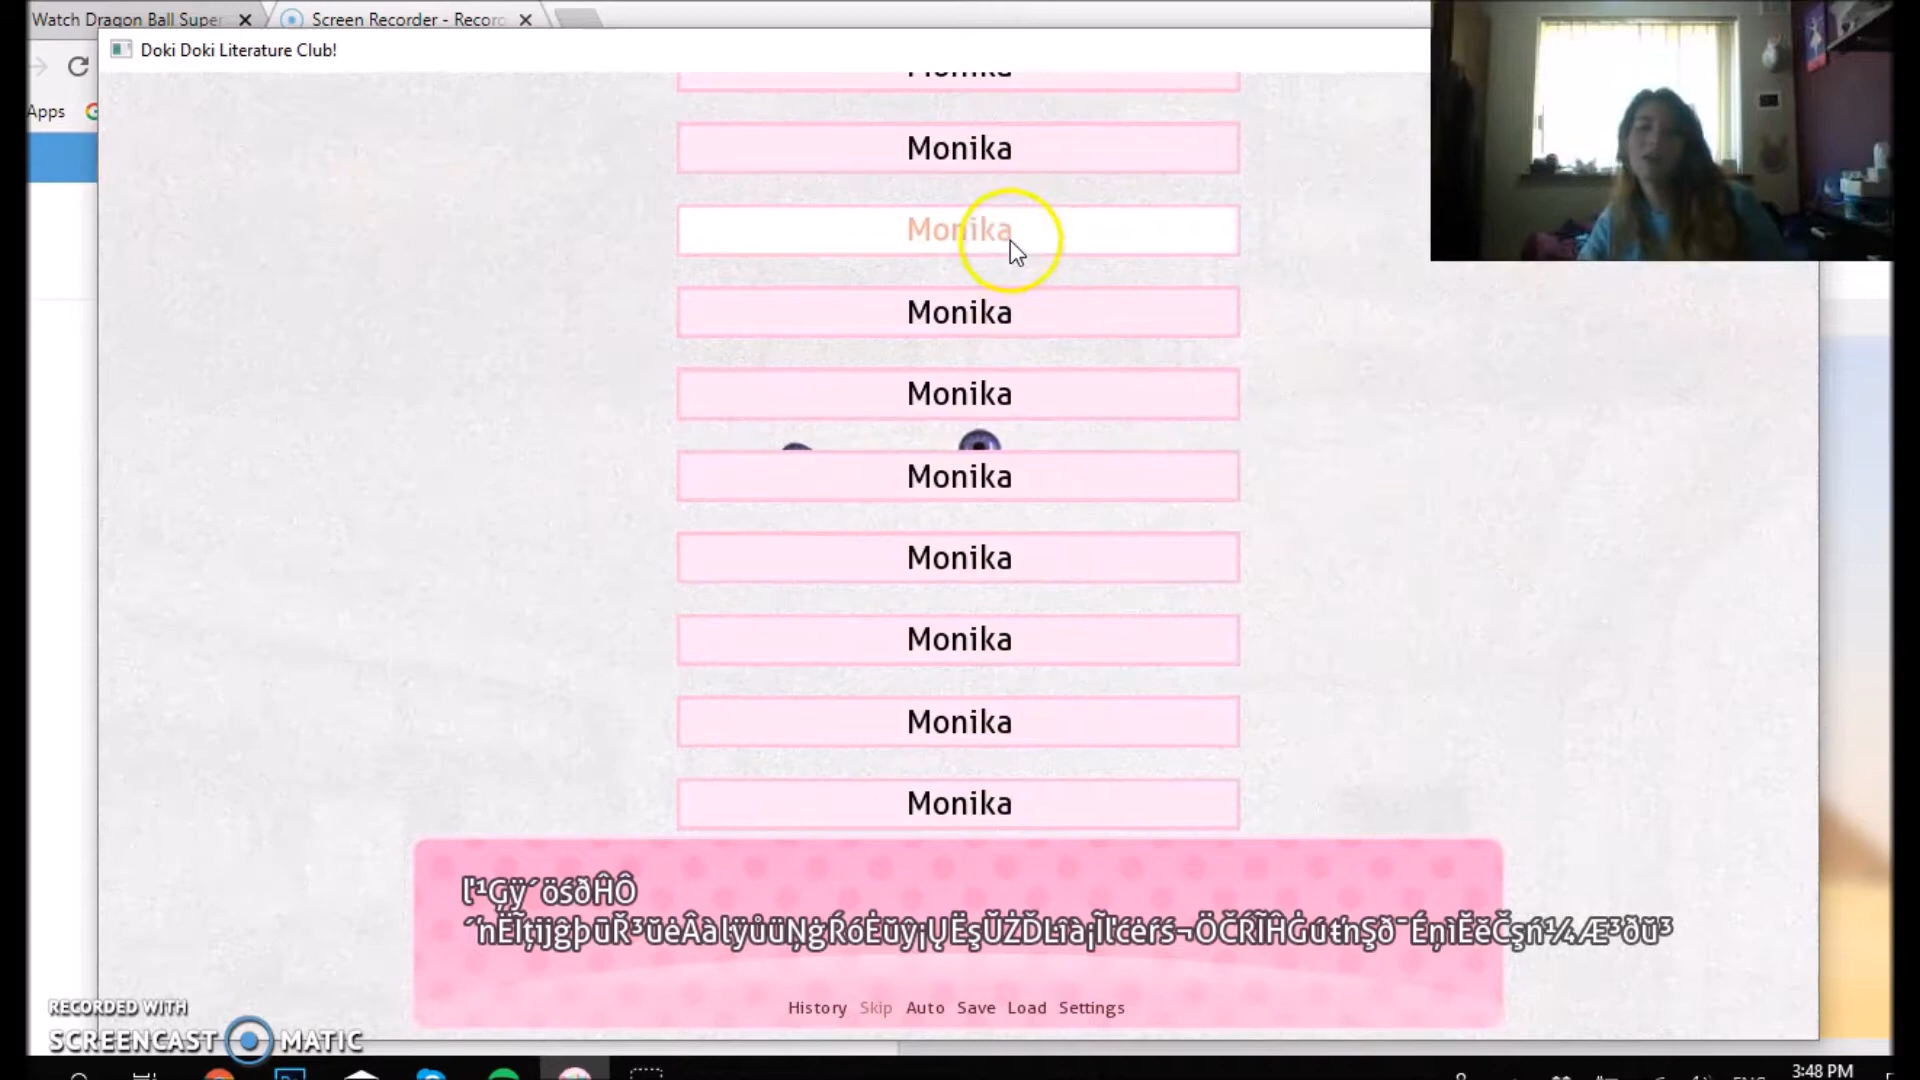 Watch Dragon Ball Super
Screen Recorder - Record
Doki Doki Literature Club!
Apps
Monika
Monika
Monika
Monika
Monika
Monika
Monika
Monika
Monika
Monika
History Skip Auto Save Load Settings
RECORDED WITH
SCREENCAST MATIC
3:48 PM